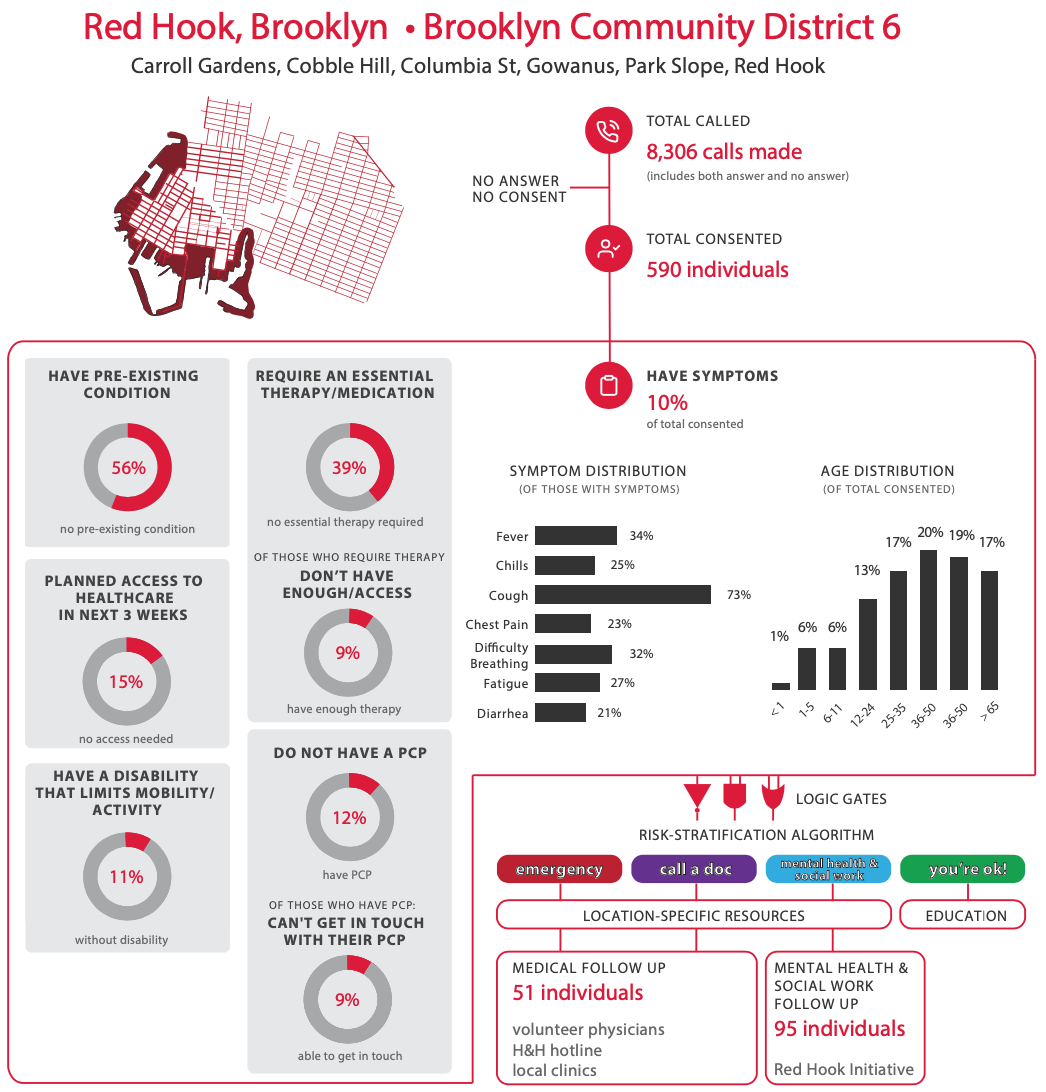 Red Hook, Brooklyn • Brooklyn Community District 6
Carroll Gardens, Cobble Hill, Columbia St, Gowanus, Park Slope, Red Hook
TOTAL CALLED
8,306 calls made
(includes both answer and no answer)
NO ANSWER
NO CONSENT
TOTAL CONSENTED
590 individuals
HAVE PRE-EXISTING
CONDITION
56%
no pre-existing condition
PLANNED ACCESS TO
HEALTHCARE
IN NEXT 3 WEEKS
15%
no access needed
HAVE A DISABILITY
THAT LIMITS MOBILITY/
ACTIVITY
11%
without disability
REQUIRE AN ESSENTIAL
THERAPY/MEDICATION
39%
no essential therapy required
OF THOSE WHO REQUIRE THERAPY
DON'T HAVE
ENOUGH/ACCESS
9%
have enough therapy
DO NOT HAVE A PCP
12%
have PCP
OF THOSE WHO HAVE PCP:
CAN'T GET IN TOUCH
WITH THEIR PCP
9%
able to get in touch
HAVE SYMPTOMS
10%
of total consented
SYMPTOM DISTRIBUTION
(OF THOSE WITH SYMPTOMS)
Fever 34%
Chills 25%
Cough 73%
Chest Pain 23%
Difficulty
Breathing 32%
Fatigue 27%
Diarrhea 21%
AGE DISTRIBUTION
(OF TOTAL CONSENTED)
1% 6% 6% 13% 17% 20% 19% 17%
< 1 1-5 6-11 12-24 25-35 36-50 36-50 > 65
LOGIC GATES
RISK-STRATIFICATION ALGORITHM
emergency
call a doc
mental health &
social work
you're ok!
LOCATION-SPECIFIC RESOURCES
EDUCATION
MEDICAL FOLLOW UP
51 individuals
volunteer physicians
H&H hotline
local clinics
MENTAL HEALTH &
SOCIAL WORK
FOLLOW UP
95 individuals
Red Hook Initiative